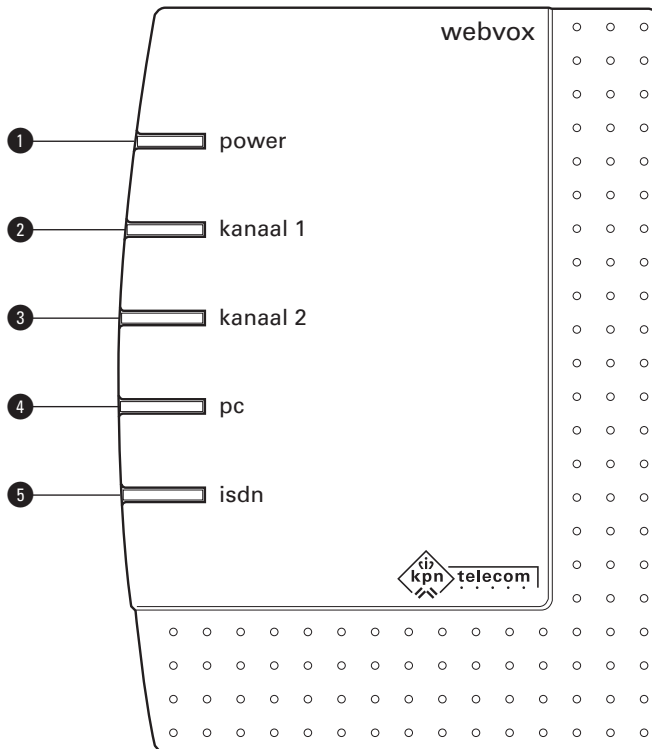 webvox
1 power
2 kanaal 1
3 kanaal 2
4 pc
5 isdn
kpn telecom